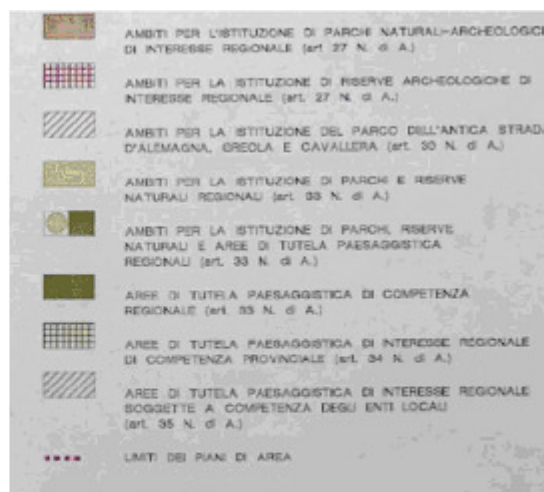 AMBITI PER L'ISTITUZIONE DI PARCHI NATURALI-ARCHEOLOGICI
DI INTERESSE REGIONALE (art. 27 N. di A.)
AMBITI PER LA ISTITUZIONE DI RISERVE ARCHEOLOGICHE DI
INTERESSE REGIONALE (art. 27 N. di A.)
AMBITI PER LA ISTITUZIONE DEL PARCO DELL'ANTICA STRADA
D'ALEMAGNA, GREOLA E CAVALLERA (art. 30 N. di A.)
AMBITI PER LA ISTITUZIONE DI PARCHI E RISERVE
NATURALI REGIONALI (art. 33 N. di A.)
AMBITI PER LA ISTITUZIONE DI PARCHI, RISERVE
NATURALI E AREE DI TUTELA PAESAGGISTICA
REGIONALI (art. 33 N. di A.)
AREE DI TUTELA PAESAGGISTICA DI COMPETENZA
REGIONALE (art. 33 N. di A.)
AREE DI TUTELA PAESAGGISTICA DI INTERESSE REGIONALE
DI COMPETENZA PROVINCIALE (art. 34 N. di A.)
AREE DI TUTELA PAESAGGISTICA DI INTERESSE REGIONALE
SOGGETTE A COMPETENZA DEGLI ENTI LOCALI
(art. 35 N. di A.)
LIMITI DEI PIANI DI AREA